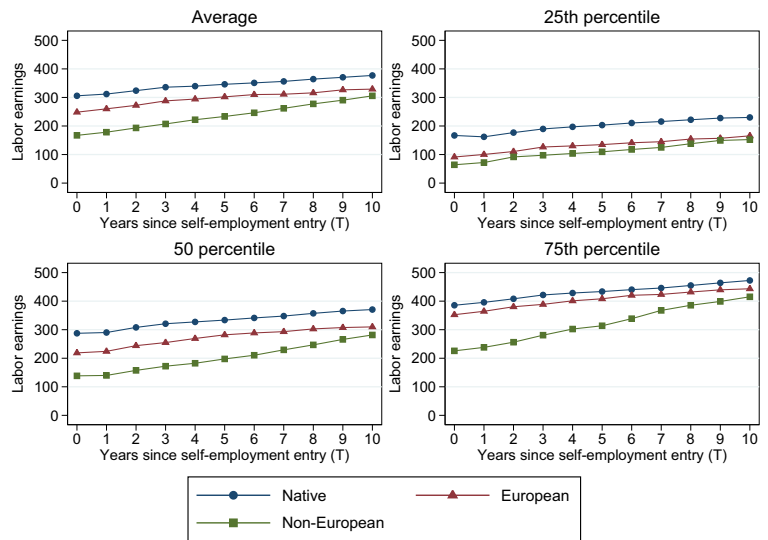 Average
500
400
300
200
100
0
Labor earnings
0 1 2 3 4 5 6 7 8 9 10
Years since self-employment entry (T)
25th percentile
500
400
300
200
100
0
Labor earnings
0 1 2 3 4 5 6 7 8 9 10
Years since self-employment entry (T)
50 percentile
500
400
300
200
100
0
Labor earnings
0 1 2 3 4 5 6 7 8 9 10
Years since self-employment entry (T)
75th percentile
500
400
300
200
100
0
Labor earnings
0 1 2 3 4 5 6 7 8 9 10
Years since self-employment entry (T)
Native
European
Non-European